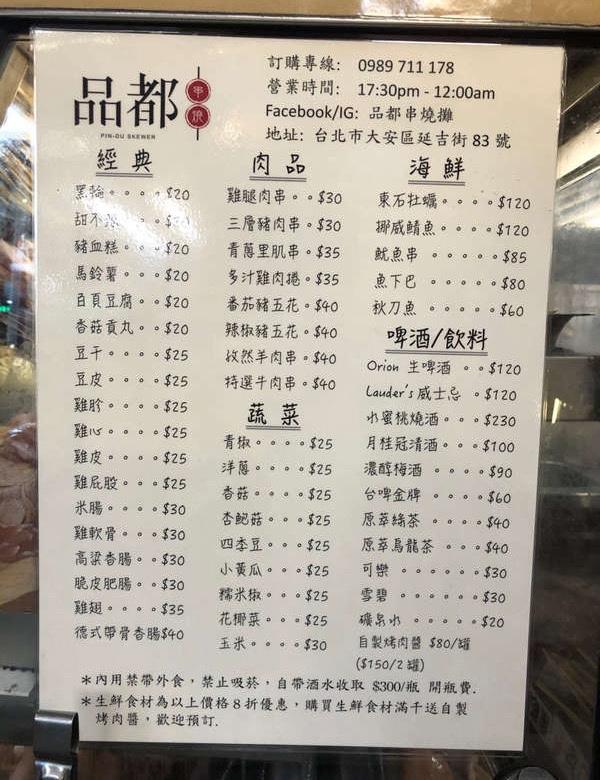 品都
串燒
PIN-DU SKEWER
訂購專線: 0989 711 178
營業時間: 17:30pm - 12:00am
Facebook/IG: 品都串燒攤
地址: 台北市大安區延吉街 83 號
經典
黑輪。。。。$20
甜不辣。。。
豬血糕。。。$20
馬鈴薯。。。$20
百頁豆腐。。$20
香菇貢丸。。$20
豆干。。。。$25
豆皮。。。。$25
雞胗。。。。$25
雞心。。。。$25
雞皮。。。。$25
雞屁股。。。$25
米腸。。。。$30
雞軟骨。。。$30
高粱香腸。。$30
脆皮肥腸。。$30
雞翅。。。。$35
德式帶骨香腸$40
肉品
雞腿肉串。。$30
三層豬肉串。$30
青蔥里肌串。$35
多汁雞肉捲。$35
番茄豬五花。$40
辣椒豬五花。$40
孜然羊肉串。$40
特選牛肉串。$40
蔬菜
青椒。。。。$25
洋蔥。。。。$25
香菇。。。。$25
杏鮑菇。。。$25
四季豆。。。$25
小黃瓜。。。$25
糯米椒。。。$25
花椰菜。。。$25
玉米。。。。$30
海鮮
東石牡蠣。。。。$120
挪威鯖魚。。。。$120
魷魚串 。。。。。$85
魚下巴 。。。。。$80
秋刀魚 。。。。。$60
啤酒/飲料
Orion 生啤酒 。。$120
Lauder's 威士忌 。$120
水蜜桃燒酒。。。$230
月桂冠清酒。。。$100
濃醇梅酒 。。。。$90
台啤金牌 。。。。$60
原萃綠茶 。。。。$40
原萃烏龍茶 。。。$40
可樂 。。。。。。$30
雪碧 。。。。。。$30
礦泉水 。。。。。$20
自製烤肉醬 $80/罐
($150/2 罐)
*內用禁帶外食，禁止吸菸，自帶酒水收取 $300/瓶 開瓶費.
*生鮮食材為以上價格 8 折優惠，購買生鮮食材滿千送自製
烤肉醬，歡迎預訂.